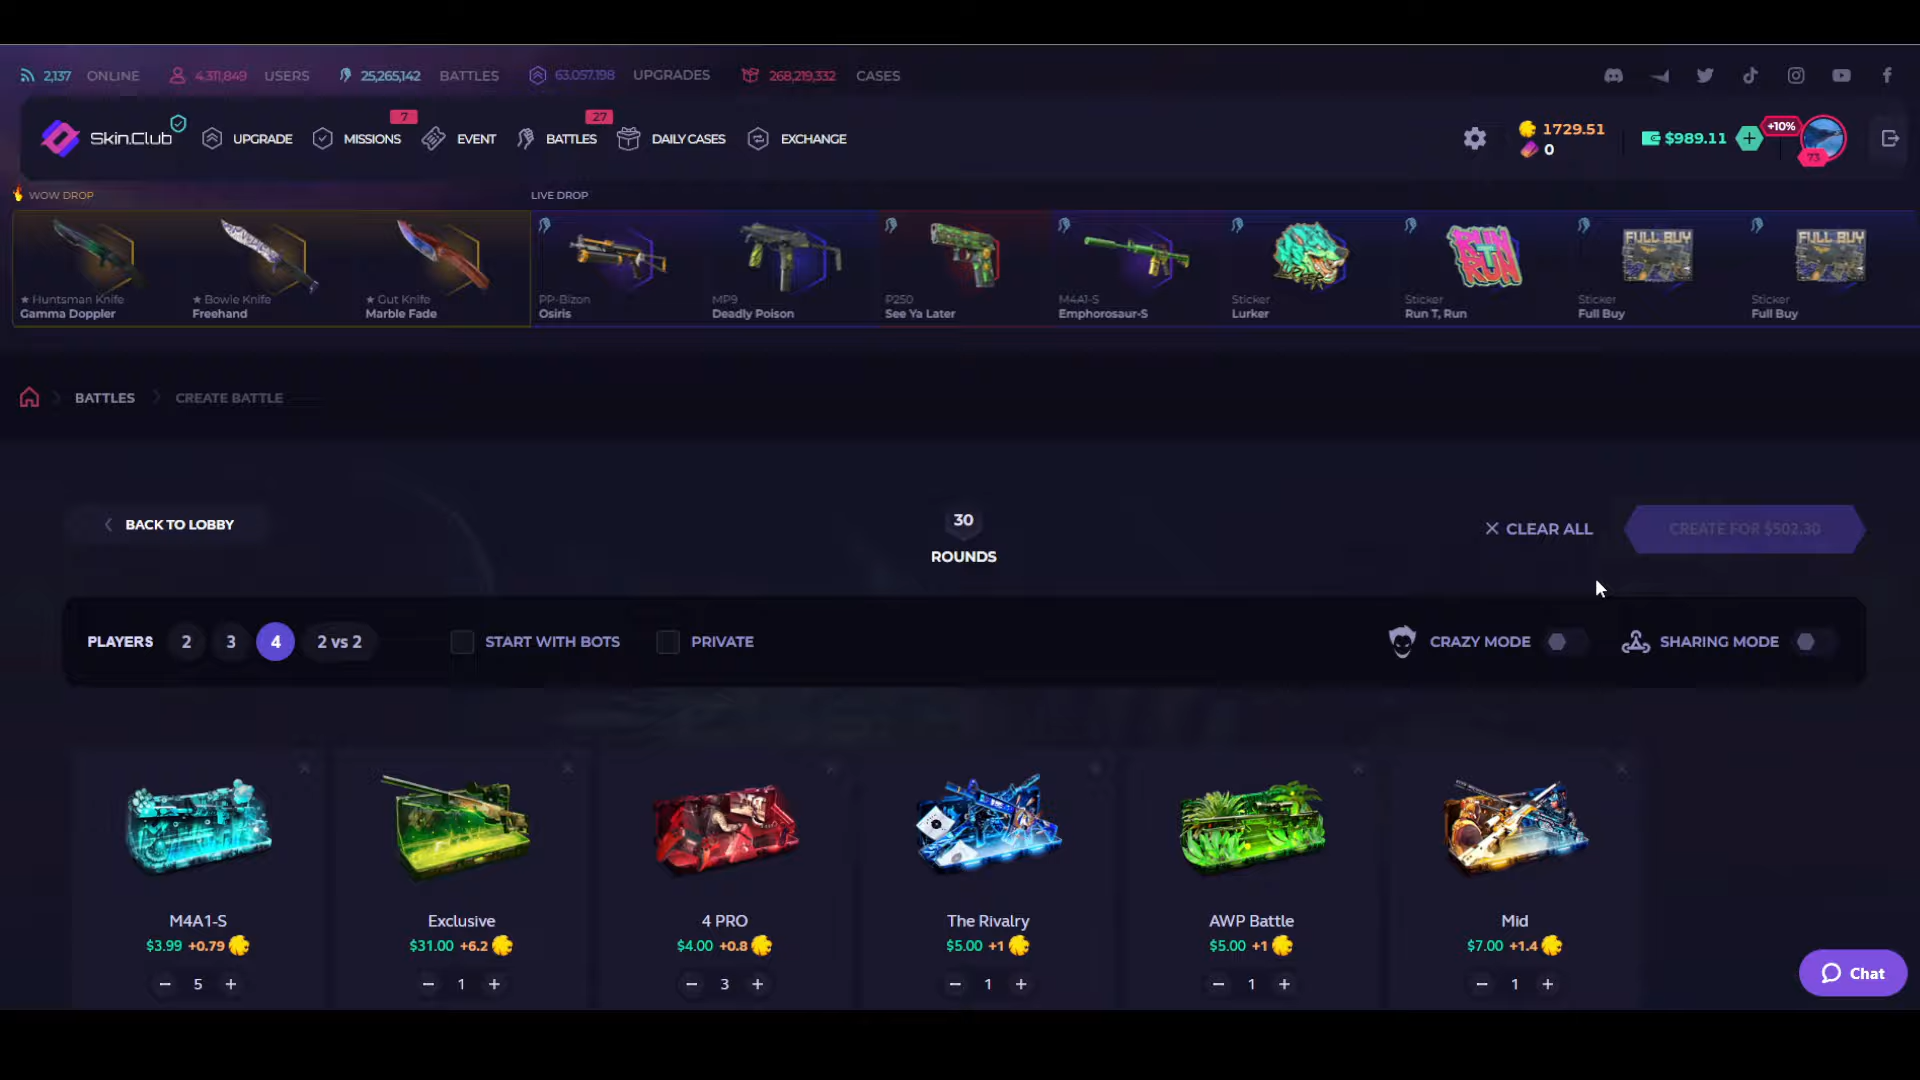 2,137 ONLINE 4.311,849 USERS 25,265,142 BATTLES 63.057.198 UPGRADES 268,219,332 CASES
Skin.Club UPGRADE 7 MISSIONS EVENT 27 BATTLES DAILY CASES EXCHANGE 1729.51 0 $989.11 + +10% 73
WOW DROP LIVE DROP
FULL BUY FULL BUY
★ Huntsman Knife ★ Bowie Knife ★ Gut Knife PP-Bizon MP9 P250 M4A1-S Sticker Sticker Sticker Sticker
Gamma Doppler Freehand Marble Fade Osiris Deadly Poison See Ya Later Emphorosaur-S Lurker Run T, Run Full Buy Full Buy
BATTLES CREATE BATTLE
BACK TO LOBBY 30 CLEAR ALL CREATE FOR $502.30
ROUNDS
PLAYERS 2 3 4 2 vs 2 START WITH BOTS PRIVATE CRAZY MODE SHARING MODE
M4A1-S Exclusive 4 PRO The Rivalry AWP Battle Mid
$3.99 +0.79 $31.00 +6.2 $4.00 +0.8 $5.00 +1 $5.00 +1 $7.00 +1.4
− 5 + − 1 + − 3 + − 1 + − 1 + − 1 +
Chat